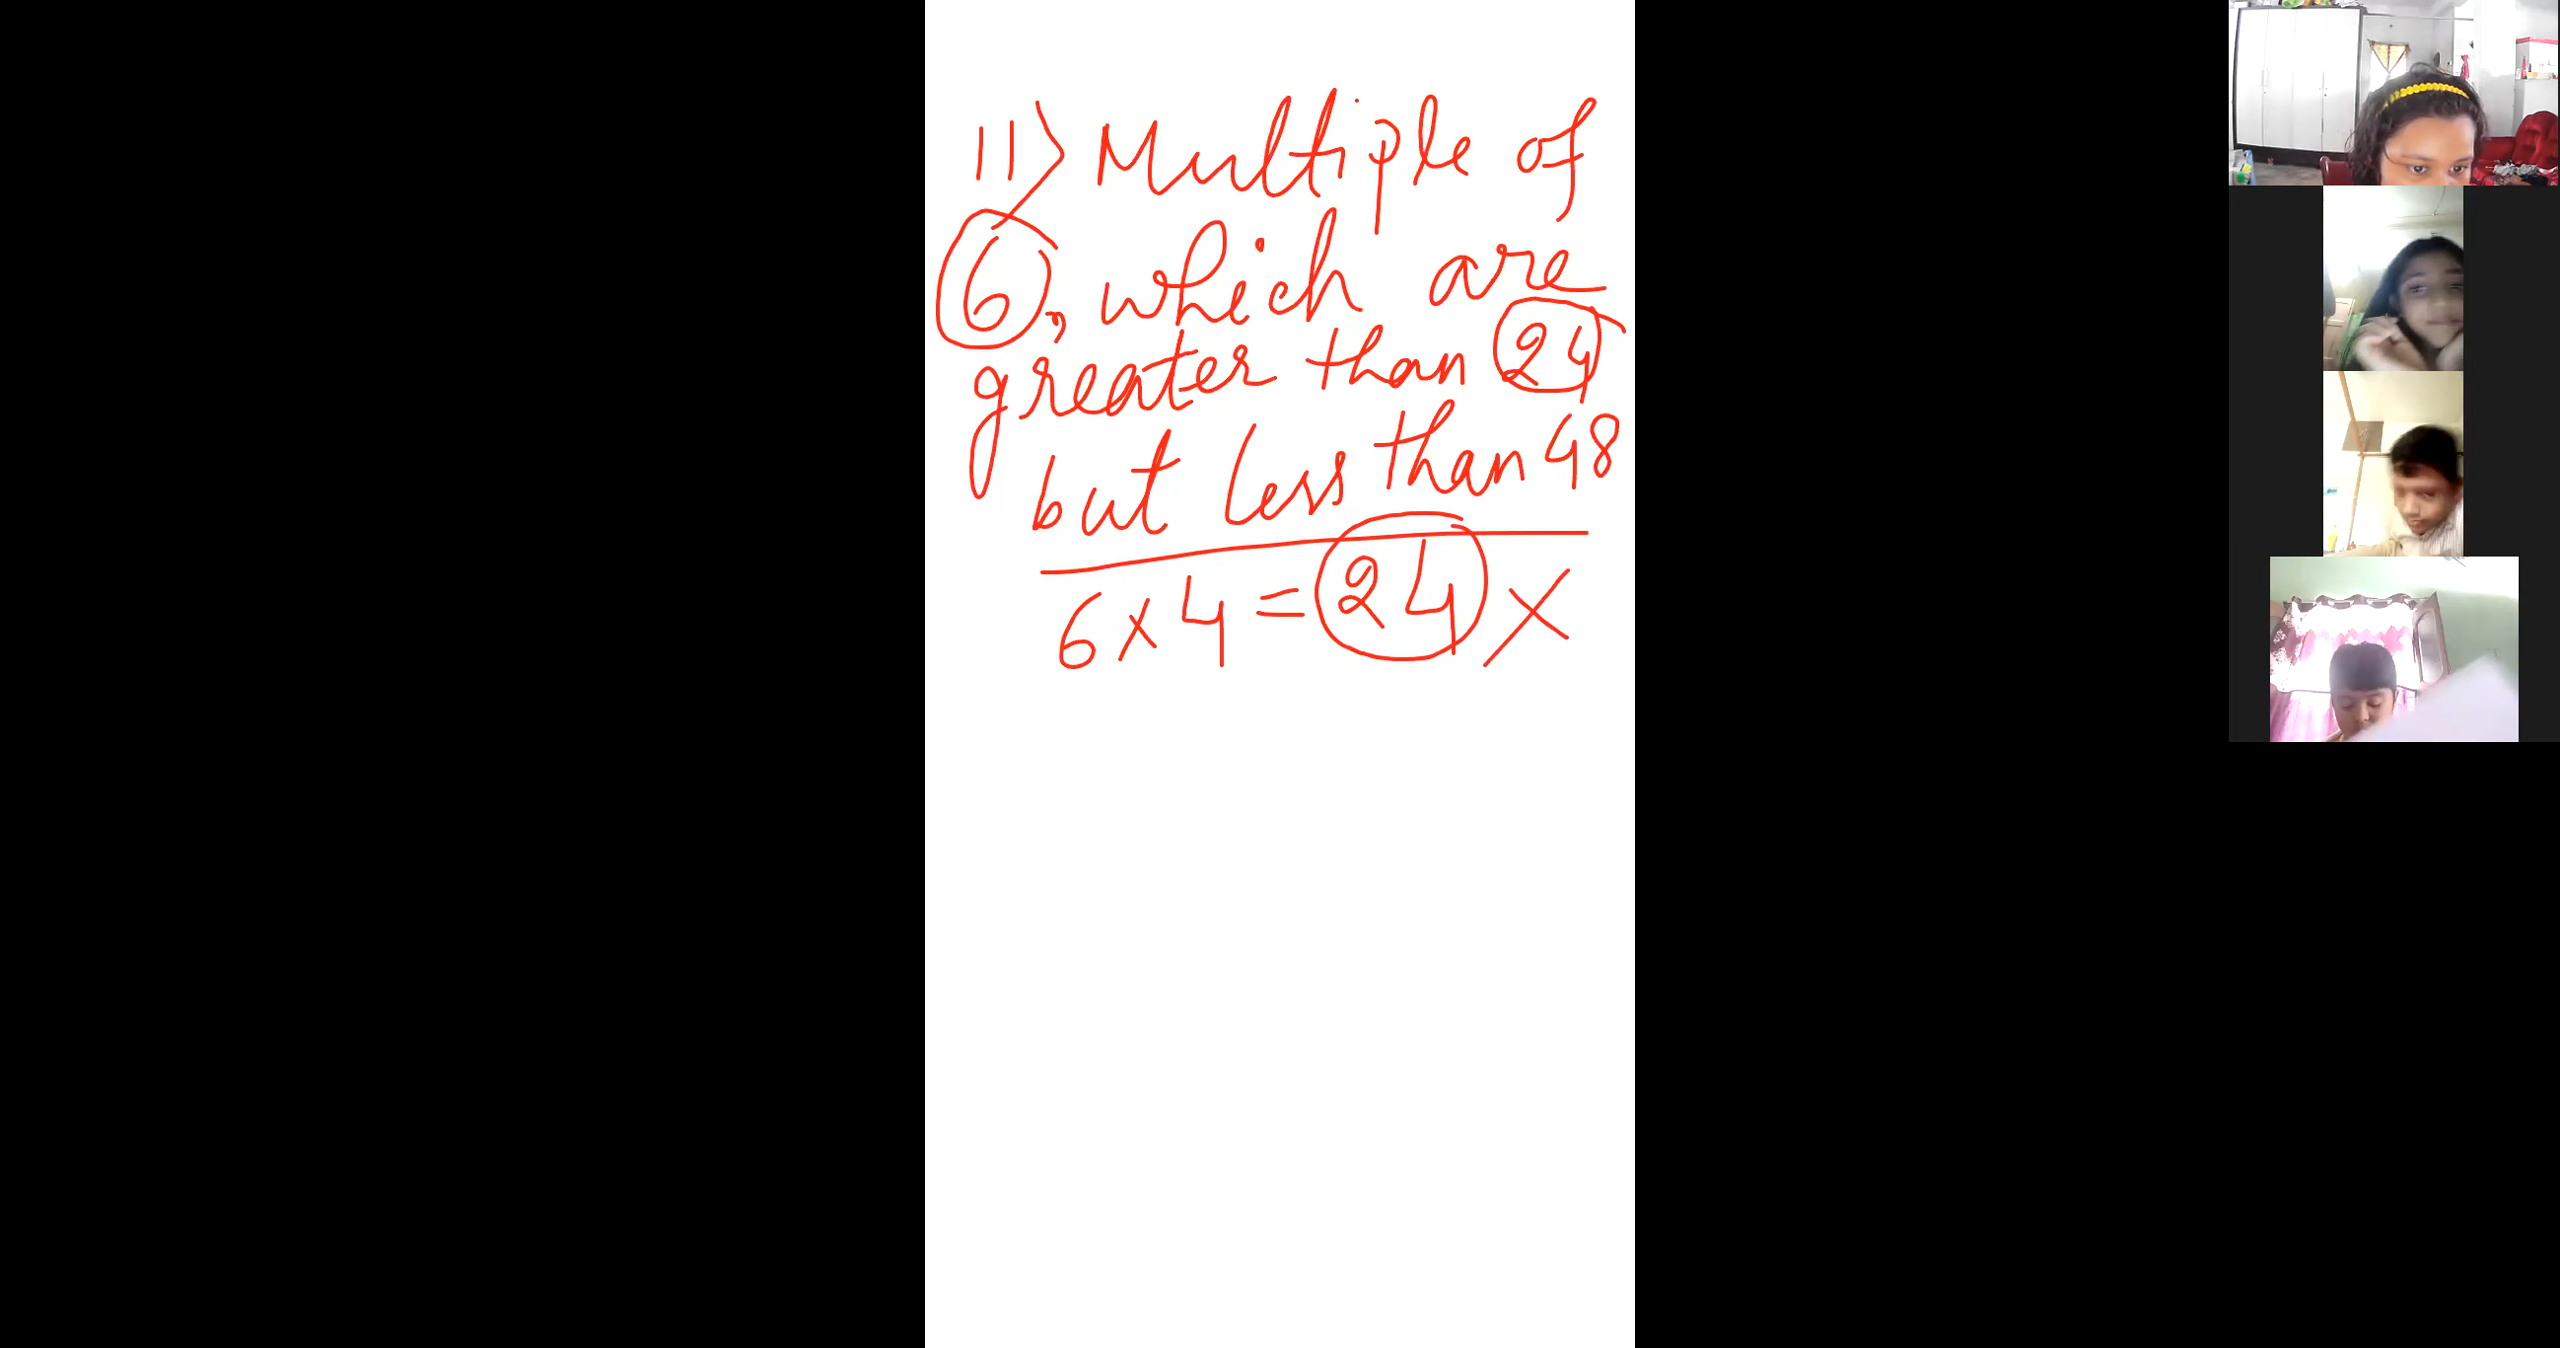 11) Multiple of
6, which are
greater than 24
but less than 48
6 x 4 = 24 x